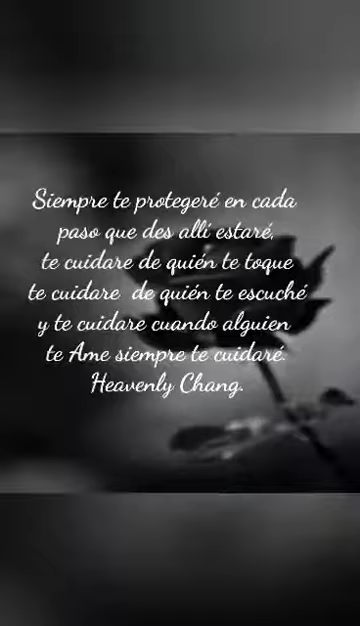 Siempre te protegeré en cada
paso que des allí estaré,
te cuidare de quién te toque
te cuidare de quién te escuché
y te cuidare cuando alguien
te Ame siempre te cuidaré.
Heavenly Chang.